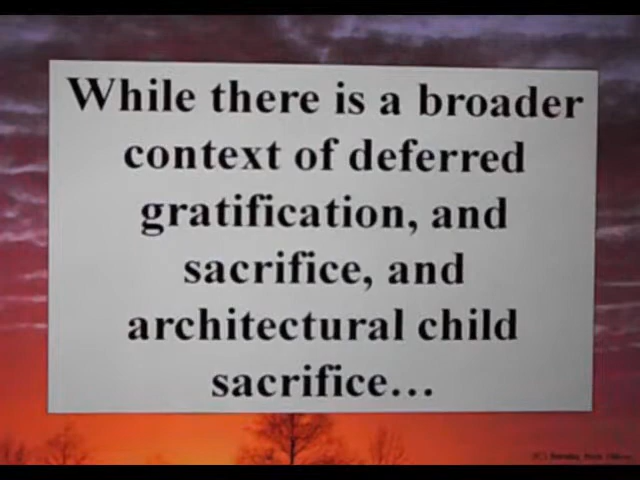 While there is a broader
context of deferred
gratification, and
sacrifice, and
architectural child
sacrifice…